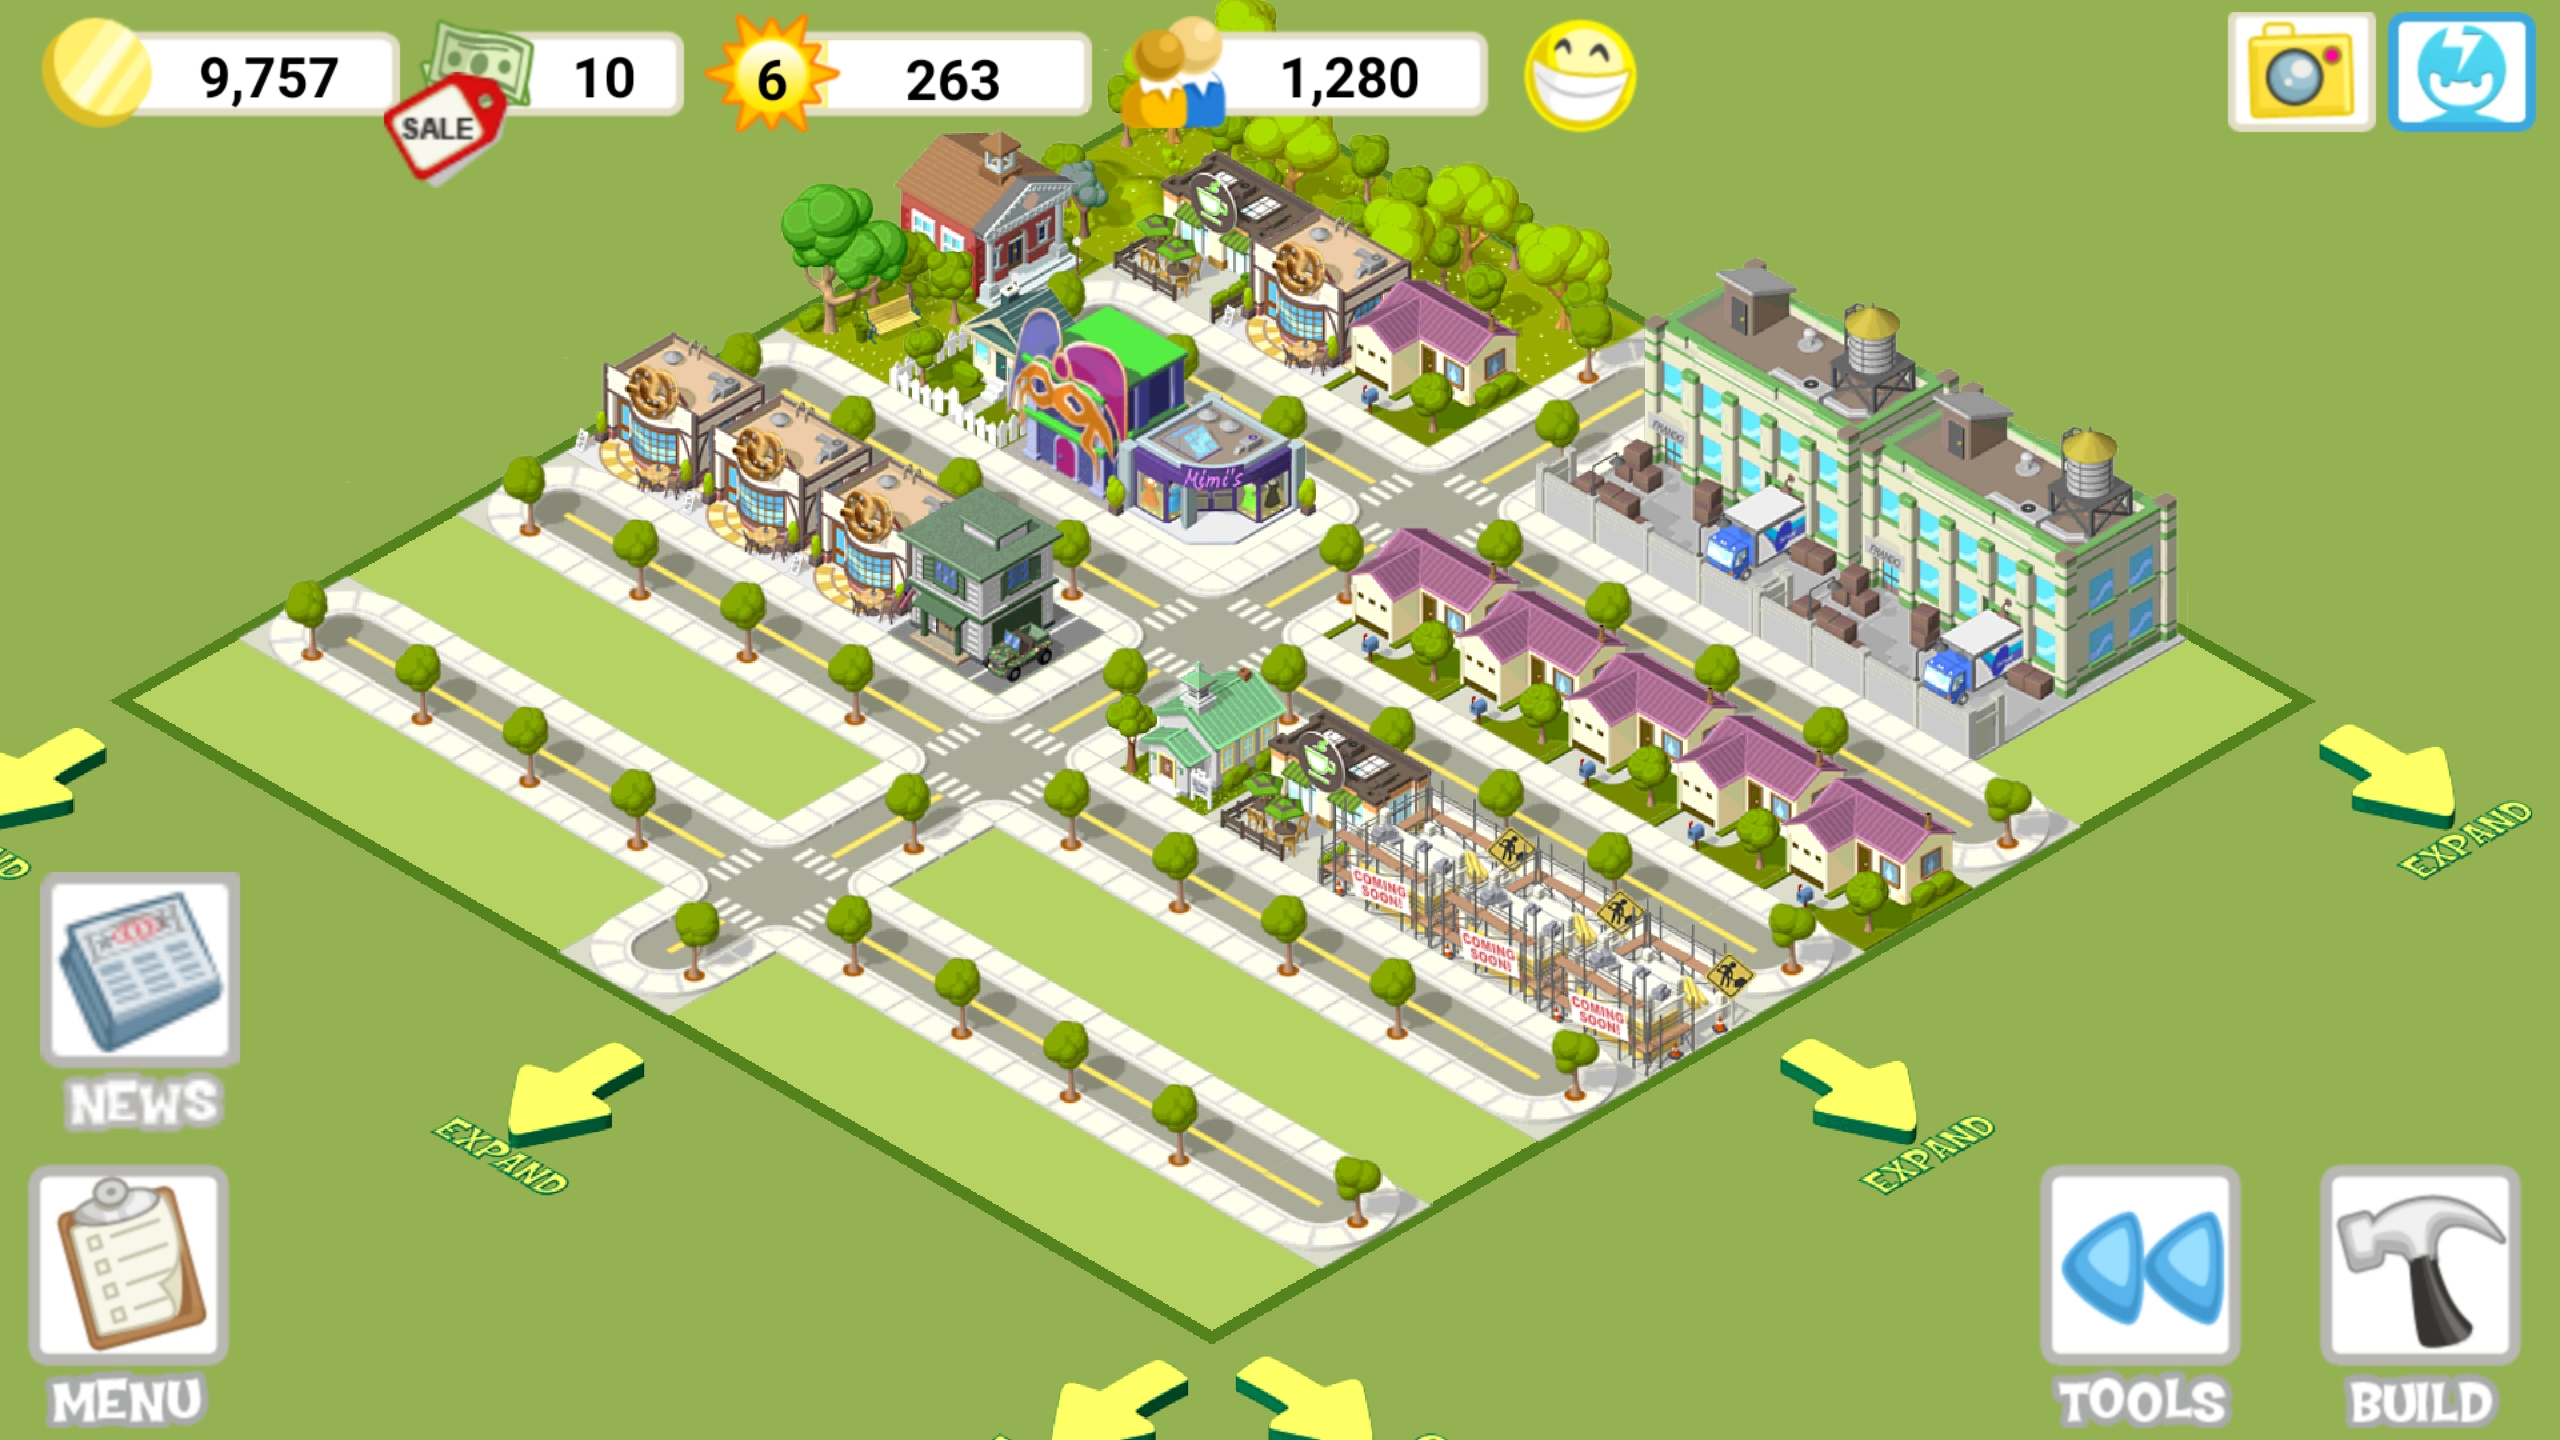 9,757
10
6
263
1,280
SALE
Mimi's
COMING
SOON!
COMING
SOON!
COMING
SOON!
EXPAND
EXPAND
EXPAND
NEWS
MENU
TOOLS
BUILD